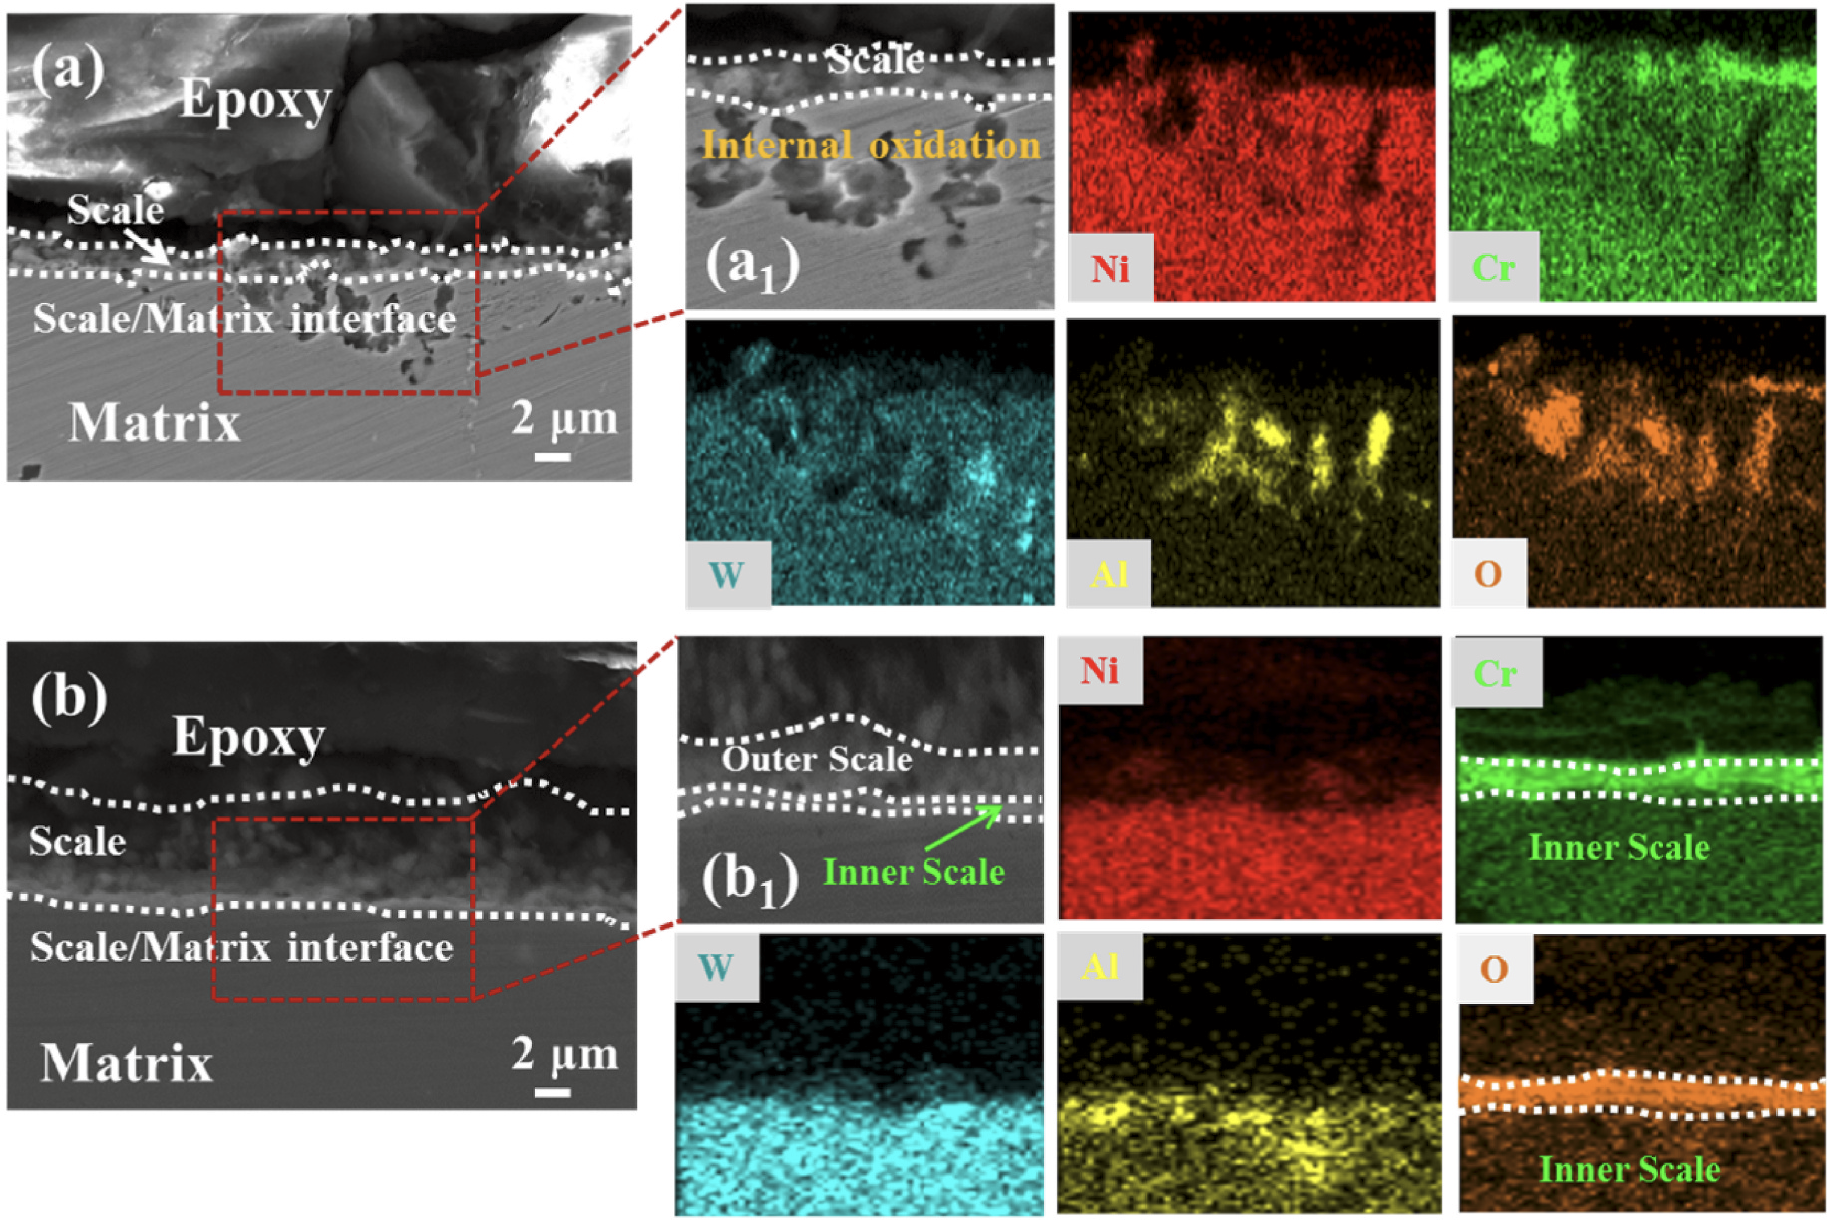 (a)
Epoxy
Scale
Scale/Matrix interface
Matrix
2 μm
Scale
Internal oxidation
(a1)
Ni
Cr
W
Al
O
(b)
Epoxy
Scale
Scale/Matrix interface
Matrix
2 μm
Outer Scale
Inner Scale
(b1)
Ni
Cr
Inner Scale
W
Al
O
Inner Scale